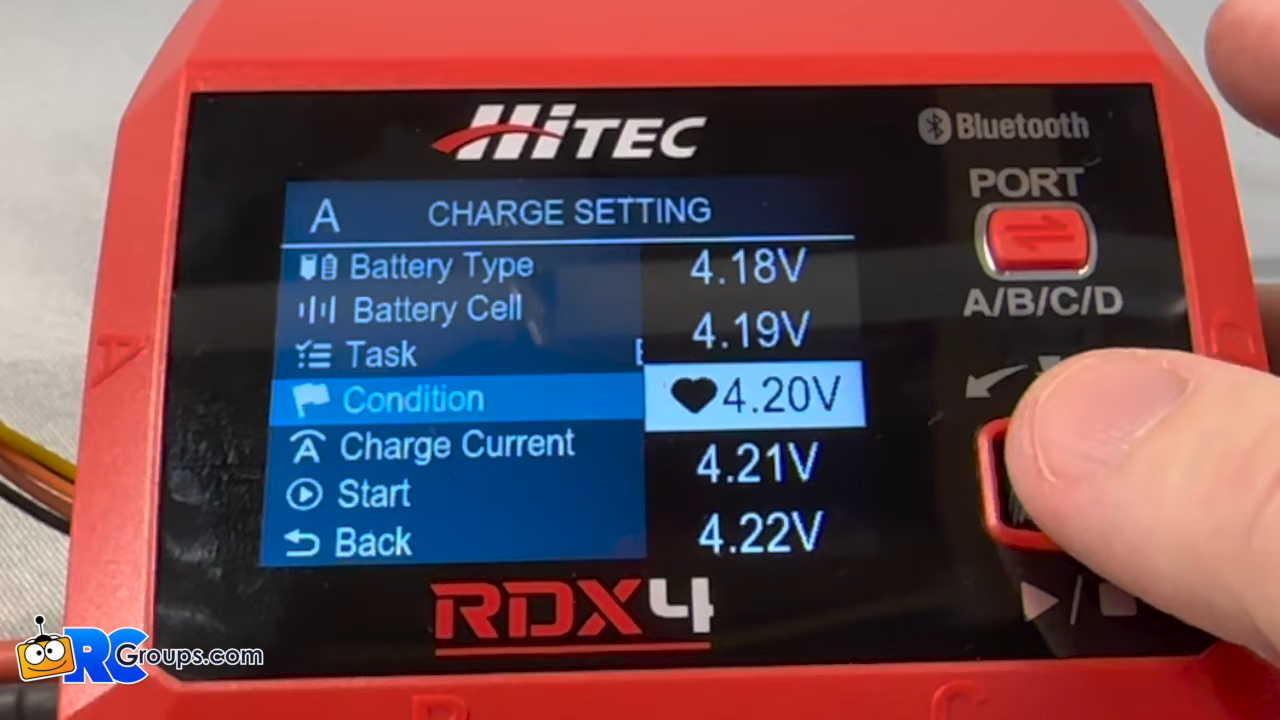 HiTEC
Bluetooth
PORT
A/B/C/D
A CHARGE SETTING
Battery Type
Battery Cell
Task
Condition
Charge Current
Start
Back
4.18V
4.19V
4.20V
4.21V
4.22V
RDX4
A
C
RCGroups.com